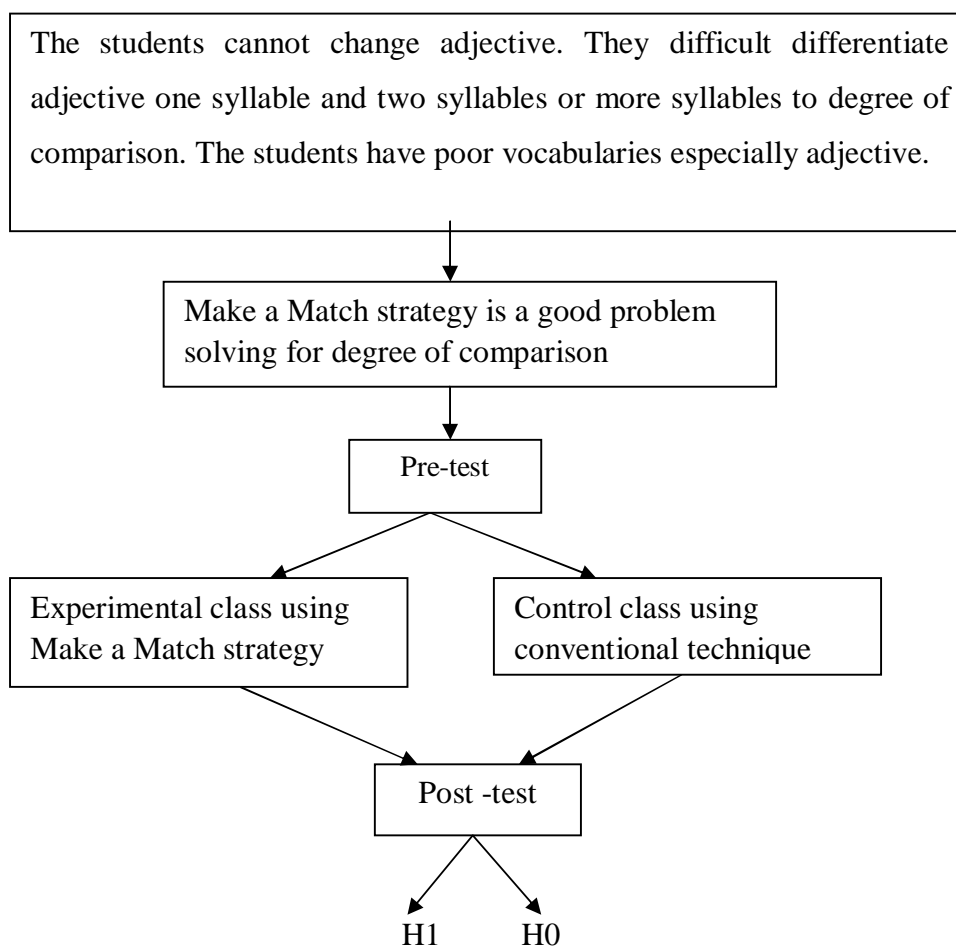 The students cannot change adjective. They difficult differentiate
adjective one syllable and two syllables or more syllables to degree of
comparison. The students have poor vocabularies especially adjective.
Make a Match strategy is a good problem
solving for degree of comparison
Pre-test
Experimental class using
Make a Match strategy
Control class using
conventional technique
Post -test
H1
H0